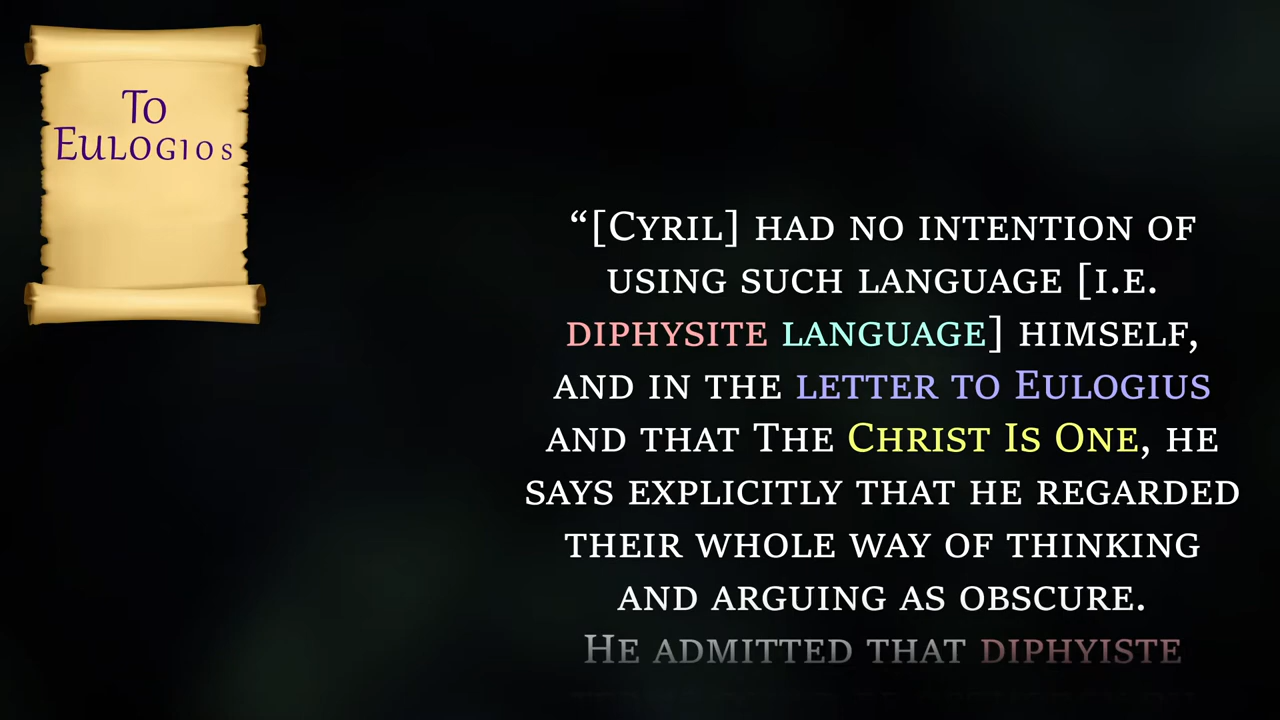 To
Eulogios
“[Cyril] had no intention of
using such language [i.e.
diphysite language] himself,
and in the letter to Eulogius
and that The Christ Is One, he
says explicitly that he regarded
their whole way of thinking
and arguing as obscure.
He admitted that diphyiste